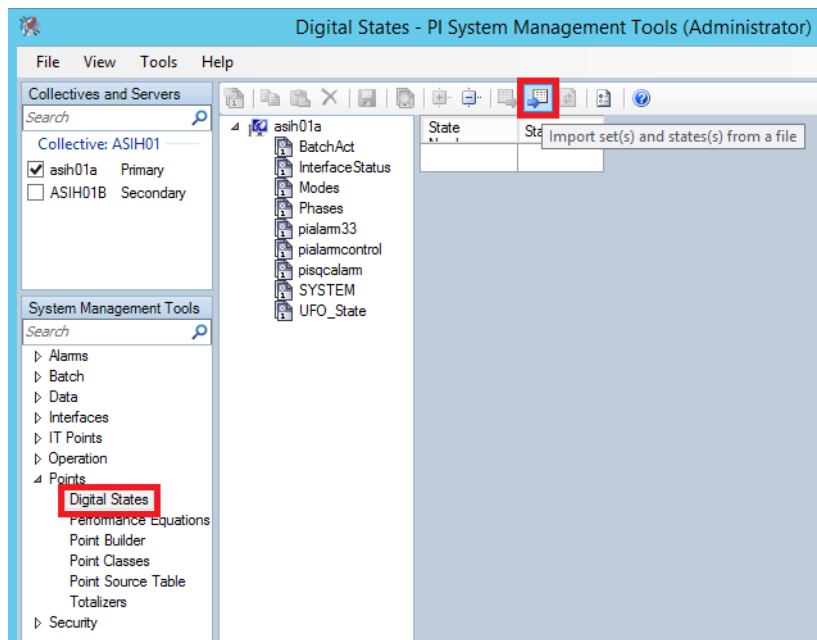 Digital States - PI System Management Tools (Administrator)
File View Tools Help
Collectives and Servers
Search
Collective: ASIH01
asih01a Primary
ASIH01B Secondary
System Management Tools
Search
Alarms
Batch
Data
Interfaces
IT Points
Operation
Points
Digital States
Performance Equations
Point Builder
Point Classes
Point Source Table
Totalizers
Security
asih01a
BatchAct
InterfaceStatus
Modes
Phases
pialarm33
pialarmcontrol
pisqcalarm
SYSTEM
UFO_State
State
Import set(s) and states(s) from a file